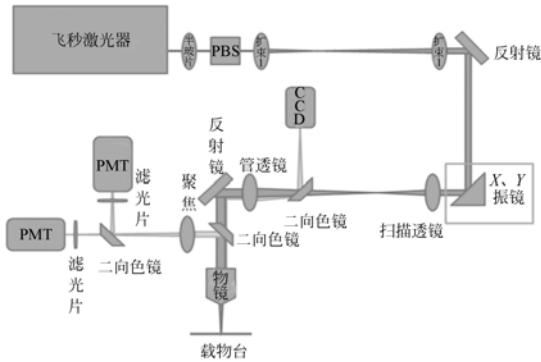 飞秒激光器
半玻片
PBS
扩束1
扩束1
反射镜
CCD
反射镜
管透镜
X、Y
振镜
PMT
滤光片
聚焦
二向色镜
扫描透镜
PMT
滤光片
二向色镜
二向色镜
物镜
载物台